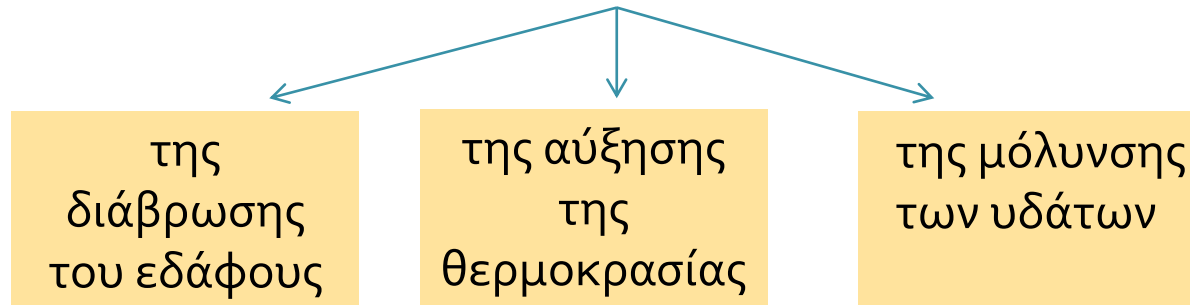 της
διάβρωσης
του εδάφους
της αύξησης
της
θερμοκρασίας
της μόλυνσης
των υδάτων